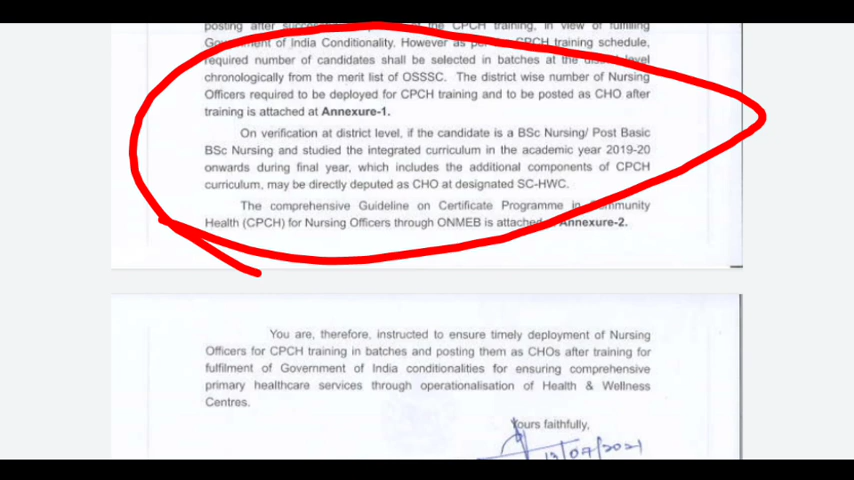 posting after of the CPCH training, in view of fulfilling
Government of India Conditionality. However as per CPCH training schedule,
required number of candidates shall be selected in batches at the district level
chronologically from the merit list of OSSSC. The district wise number of Nursing
Officers required to be deployed for CPCH training and to be posted as CHO after
training is attached at Annexure-1.
On verification at district level, if the candidate is a BSc Nursing/ Post Basic
BSc Nursing and studied the integrated curriculum in the academic year 2019-20
onwards during final year, which includes the additional components of CPCH
curriculum, may be directly deputed as CHO at designated SC-HWC.
The comprehensive Guideline on Certificate Programme in Community
Health (CPCH) for Nursing Officers through ONMEB is attached Annexure-2.
You are, therefore, instructed to ensure timely deployment of Nursing
Officers for CPCH training in batches and posting them as CHOs after training for
fulfilment of Government of India conditionalities for ensuring comprehensive
primary healthcare services through operationalisation of Health & Wellness
Centres.
Yours faithfully,
13/07/2021